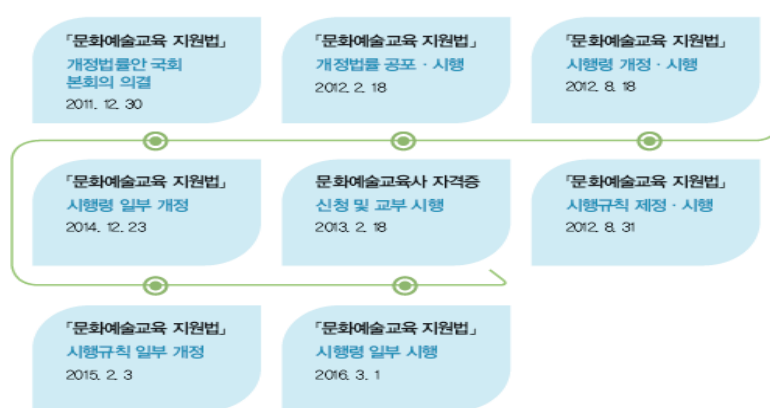 「문화예술교육 지원법」
개정법률안 국회
본회의 의결
2011. 12. 30
「문화예술교육 지원법」
개정법률 공포 · 시행
2012. 2. 18
「문화예술교육 지원법」
시행령 개정 · 시행
2012. 8. 18
「문화예술교육 지원법」
시행령 일부 개정
2014. 12. 23
문화예술교육사 자격증
신청 및 교부 시행
2013. 2. 18
「문화예술교육 지원법」
시행규칙 제정 · 시행
2012. 8. 31
「문화예술교육 지원법」
시행규칙 일부 개정
2015. 2. 3
「문화예술교육 지원법」
시행령 일부 시행
2016. 3. 1